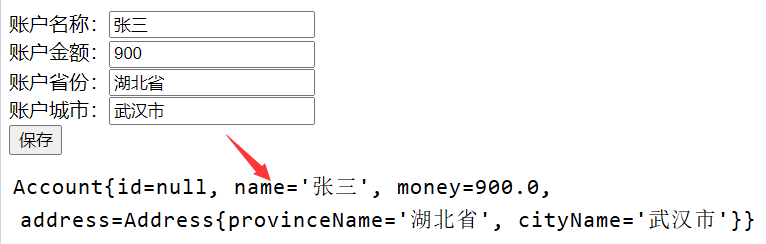 账户名称：张三
账户金额：900
账户省份：湖北省
账户城市：武汉市
保存
Account{id=null, name='张三', money=900.0,
address=Address{provinceName='湖北省', cityName='武汉市'}}